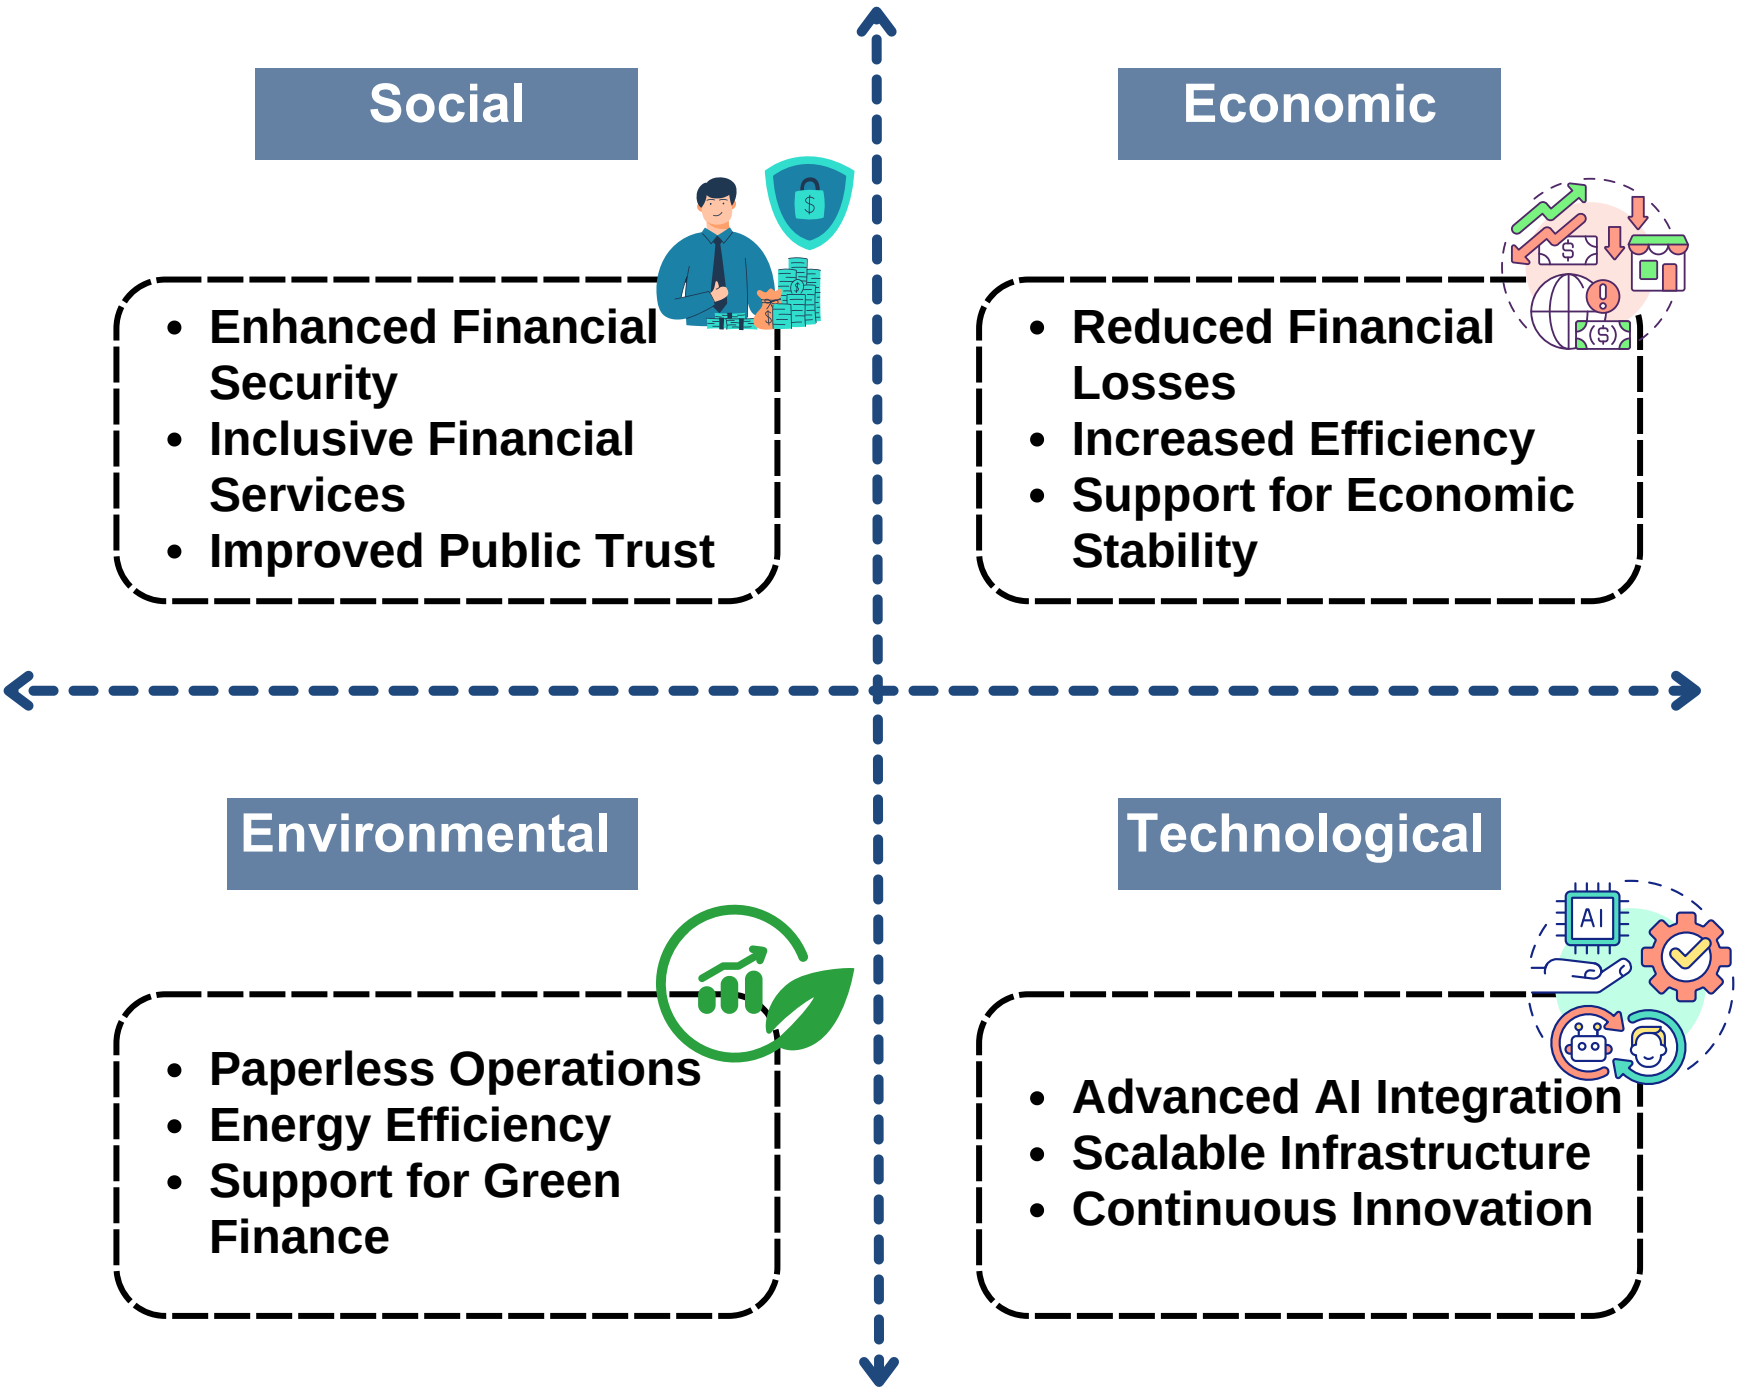 Social
• Enhanced Financial
Security
• Inclusive Financial
Services
• Improved Public Trust
$
$
$
Economic
• Reduced Financial
Losses
• Increased Efficiency
• Support for Economic
Stability
$
!
($)
Environmental
• Paperless Operations
• Energy Efficiency
• Support for Green
Finance
Technological
AI
• Advanced AI Integration
• Scalable Infrastructure
• Continuous Innovation